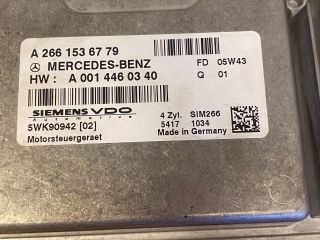 A 266 153 67 79
MERCEDES-BENZ
HW : A 001 446 03 40
FD 05W43
Q 01
SIEMENS VDO
Automotive
5WK90942 [02]
Motorsteuergeraet
4 Zyl. SIM266
5417 1034
Made in Germany